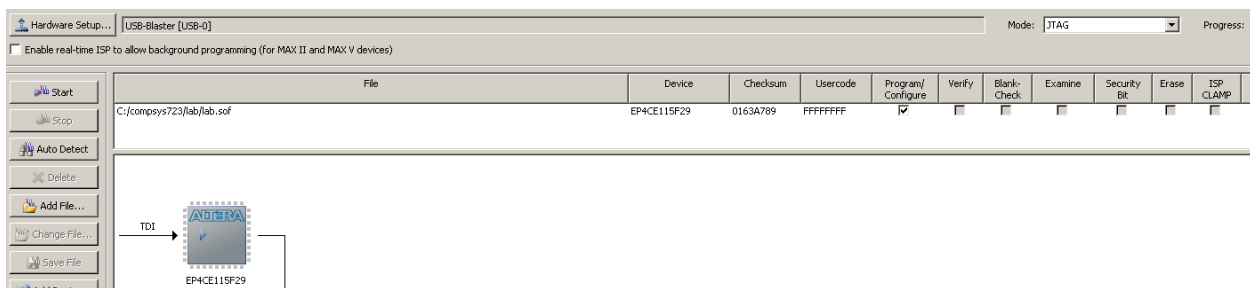 Hardware Setup... USB-Blaster [USB-0] Mode: JTAG Progress:
Enable real-time ISP to allow background programming (for MAX II and MAX V devices)
File Device Checksum Usercode Program/Configure Verify Blank-Check Examine Security Bit Erase ISP CLAMP
C:/compsys723/lab/lab.sof EP4CE115F29 0163A789 FFFFFFFF
Start
Stop
Auto Detect
Delete
Add File...
Change File...
Save File
TDI
ALTERA
EP4CE115F29